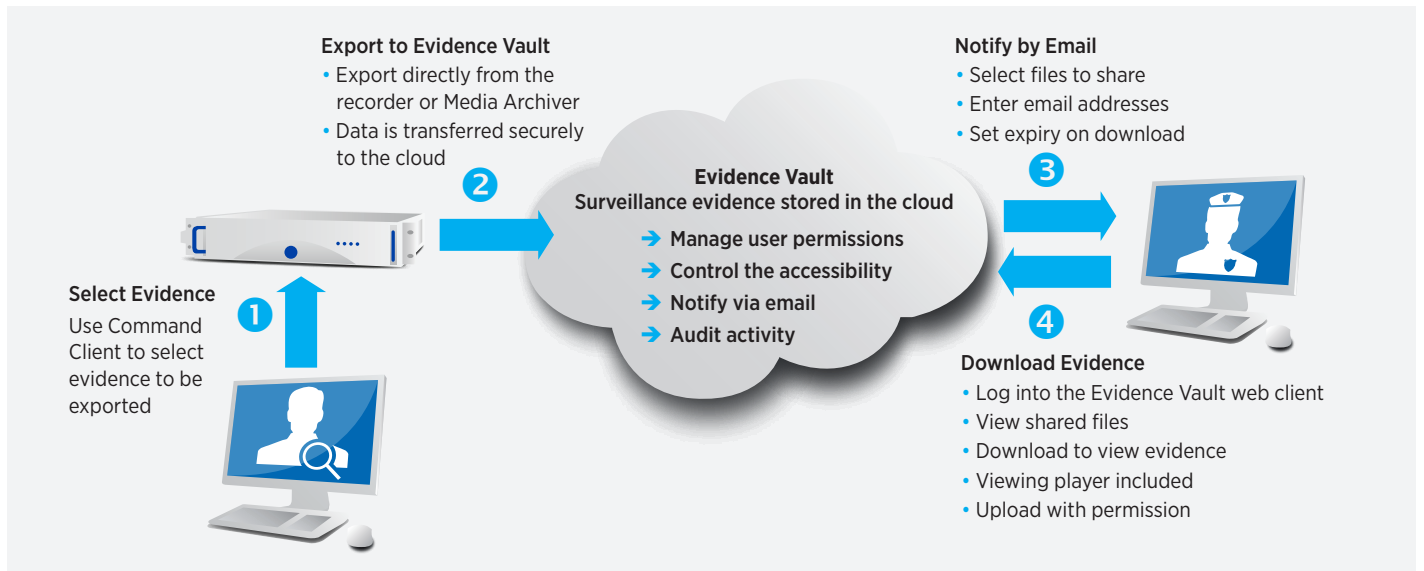 Select Evidence
Use Command
Client to select
evidence to be
exported
1
Export to Evidence Vault
• Export directly from the
recorder or Media Archiver
• Data is transferred securely
to the cloud
2
Evidence Vault
Surveillance evidence stored in the cloud
➔ Manage user permissions
➔ Control the accessibility
➔ Notify via email
➔ Audit activity
Notify by Email
• Select files to share
• Enter email addresses
• Set expiry on download
3
4
Download Evidence
• Log into the Evidence Vault web client
• View shared files
• Download to view evidence
• Viewing player included
• Upload with permission